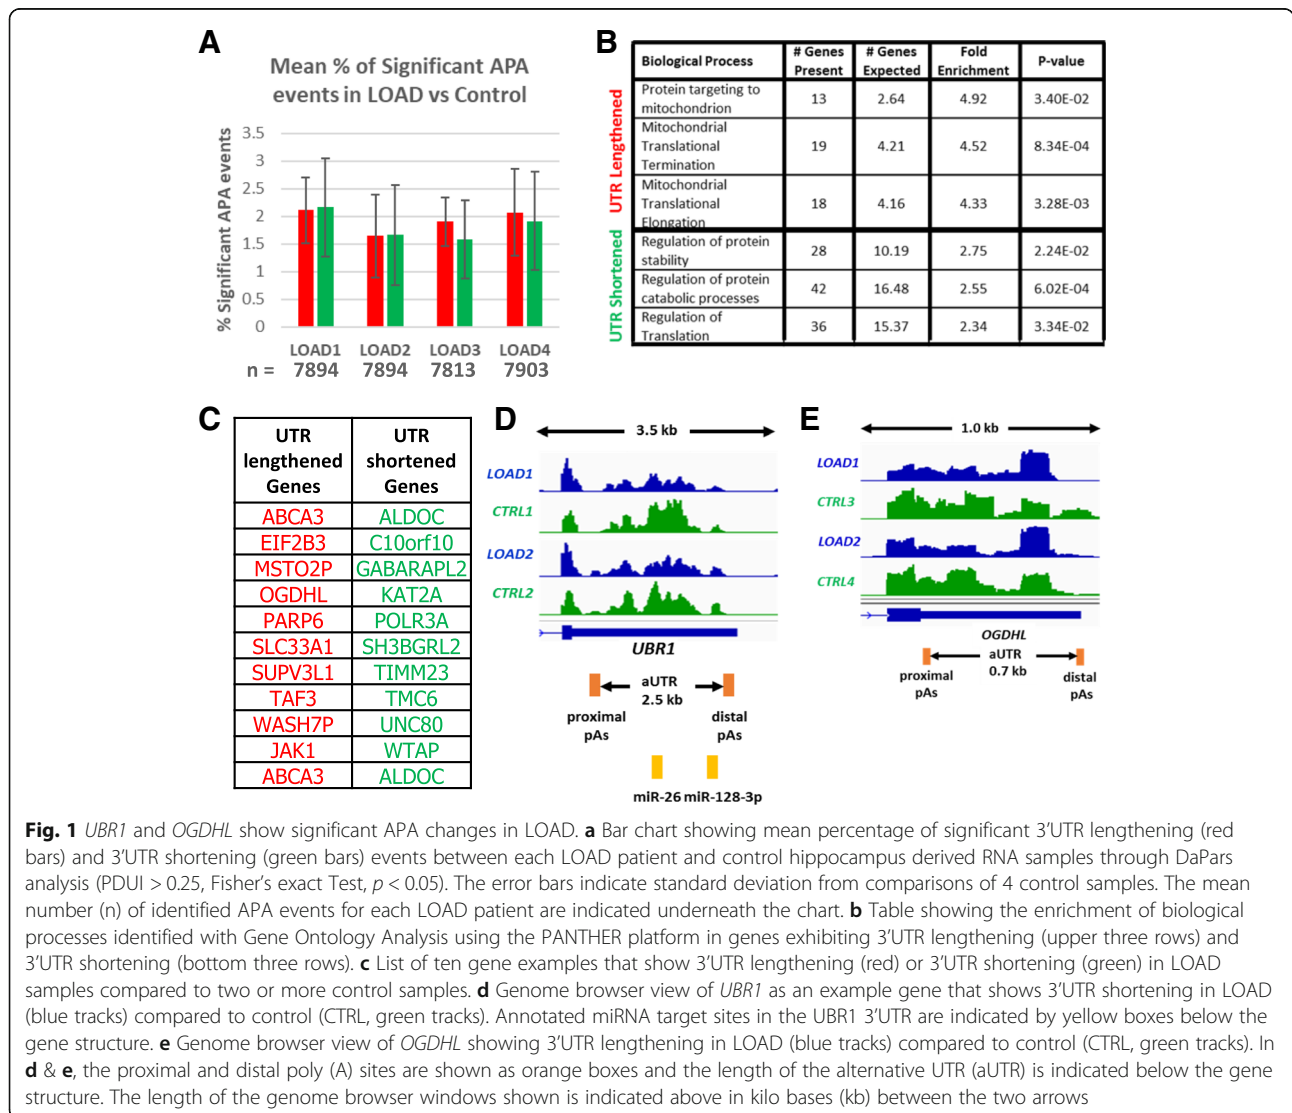 A
Mean % of Significant APA
events in LOAD vs Control
% Significant APA events
3.5
3
2.5
2
1.5
1
0.5
0
LOAD1 LOAD2 LOAD3 LOAD4
n = 7894 7894 7813 7903
B
UTR Lengthened
UTR Shortened
Biological Process # Genes Present # Genes Expected Fold Enrichment P-value
Protein targeting to mitochondrion 13 2.64 4.92 3.40E-02
Mitochondrial Translational Termination 19 4.21 4.52 8.34E-04
Mitochondrial Translational Elongation 18 4.16 4.33 3.28E-03
Regulation of protein stability 28 10.19 2.75 2.24E-02
Regulation of protein catabolic processes 42 16.48 2.55 6.02E-04
Regulation of Translation 36 15.37 2.34 3.34E-02
C
UTR lengthened Genes UTR shortened Genes
ABCA3 ALDOC
EIF2B3 C10orf10
MSTO2P GABARAPL2
OGDHL KAT2A
PARP6 POLR3A
SLC33A1 SH3BGRL2
SUPV3L1 TIMM23
TAF3 TMC6
WASH7P UNC80
JAK1 WTAP
ABCA3 ALDOC
D
3.5 kb
LOAD1
CTRL1
LOAD2
CTRL2
UBR1
aUTR
2.5 kb
proximal pAs
distal pAs
miR-26 miR-128-3p
E
1.0 kb
LOAD1
CTRL3
LOAD2
CTRL4
OGDHL
aUTR
0.7 kb
proximal pAs
distal pAs
Fig. 1 UBR1 and OGDHL show significant APA changes in LOAD. a Bar chart showing mean percentage of significant 3'UTR lengthening (red
bars) and 3'UTR shortening (green bars) events between each LOAD patient and control hippocampus derived RNA samples through DaPars
analysis (PDUI > 0.25, Fisher's exact Test, p < 0.05). The error bars indicate standard deviation from comparisons of 4 control samples. The mean
number (n) of identified APA events for each LOAD patient are indicated underneath the chart. b Table showing the enrichment of biological
processes identified with Gene Ontology Analysis using the PANTHER platform in genes exhibiting 3'UTR lengthening (upper three rows) and
3'UTR shortening (bottom three rows). c List of ten gene examples that show 3'UTR lengthening (red) or 3'UTR shortening (green) in LOAD
samples compared to two or more control samples. d Genome browser view of UBR1 as an example gene that shows 3'UTR shortening in LOAD
(blue tracks) compared to control (CTRL, green tracks). Annotated miRNA target sites in the UBR1 3'UTR are indicated by yellow boxes below the
gene structure. e Genome browser view of OGDHL showing 3'UTR lengthening in LOAD (blue tracks) compared to control (CTRL, green tracks). In
d & e, the proximal and distal poly (A) sites are shown as orange boxes and the length of the alternative UTR (aUTR) is indicated below the gene
structure. The length of the genome browser windows shown is indicated above in kilo bases (kb) between the two arrows